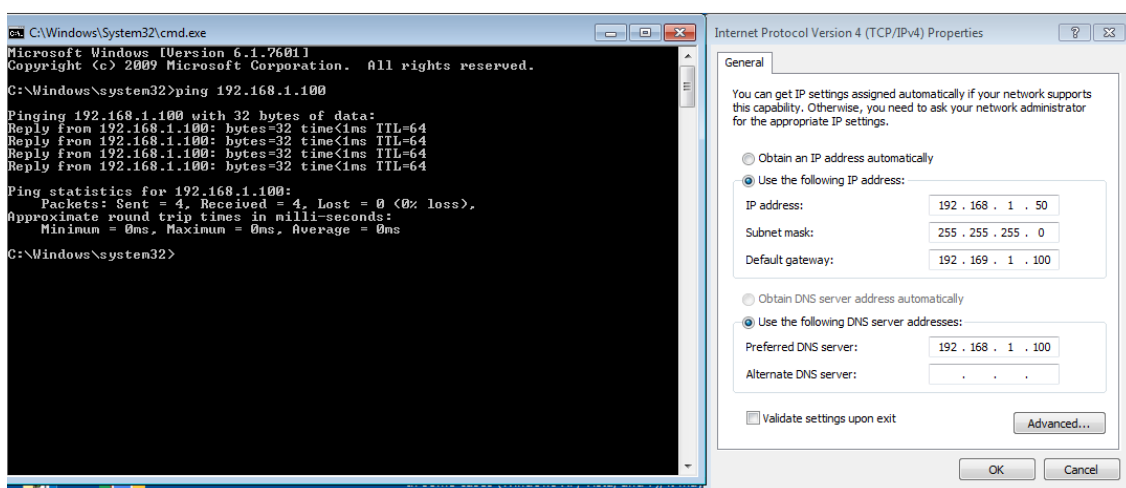 C:\Windows\System32\cmd.exe
Microsoft Windows [Version 6.1.7601]
Copyright (c) 2009 Microsoft Corporation.  All rights reserved.
C:\Windows\system32>ping 192.168.1.100
Pinging 192.168.1.100 with 32 bytes of data:
Reply from 192.168.1.100: bytes=32 time<1ms TTL=64
Reply from 192.168.1.100: bytes=32 time<1ms TTL=64
Reply from 192.168.1.100: bytes=32 time<1ms TTL=64
Reply from 192.168.1.100: bytes=32 time<1ms TTL=64
Ping statistics for 192.168.1.100:
Packets: Sent = 4, Received = 4, Lost = 0 (0% loss),
Approximate round trip times in milli-seconds:
Minimum = 0ms, Maximum = 0ms, Average = 0ms
C:\Windows\system32>
Internet Protocol Version 4 (TCP/IPv4) Properties
General
You can get IP settings assigned automatically if your network supports
this capability. Otherwise, you need to ask your network administrator
for the appropriate IP settings.
Obtain an IP address automatically
Use the following IP address:
IP address: 192 . 168 . 1 . 50
Subnet mask: 255 . 255 . 255 . 0
Default gateway: 192 . 169 . 1 . 100
Obtain DNS server address automatically
Use the following DNS server addresses:
Preferred DNS server: 192 . 168 . 1 . 100
Alternate DNS server: . . .
Validate settings upon exit
Advanced...
OK Cancel